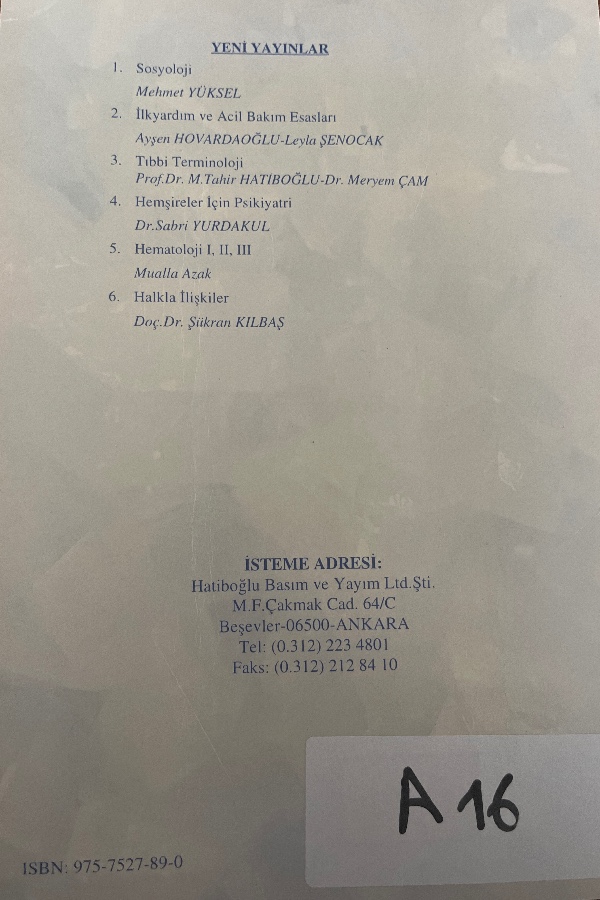 YENİ YAYINLAR
1. Sosyoloji
Mehmet YÜKSEL
2. İlkyardım ve Acil Bakım Esasları
Ayşen HOVARDAOĞLU-Leyla ŞENOCAK
3. Tıbbi Terminoloji
Prof.Dr. M.Tahir HATIBOĞLU-Dr. Meryem ÇAM
4. Hemşireler İçin Psikiyatri
Dr.Sabri YURDAKUL
5. Hematoloji I, II, III
Mualla Azak
6. Halkla İlişkiler
Doç.Dr. Şükran KILBAŞ
İSTEME ADRESİ:
Hatiboğlu Basım ve Yayım Ltd.Şti.
M.F.Çakmak Cad. 64/C
Beşevler-06500-ANKARA
Tel: (0.312) 223 4801
Faks: (0.312) 212 84 10
A 16
ISBN: 975-7527-89-0